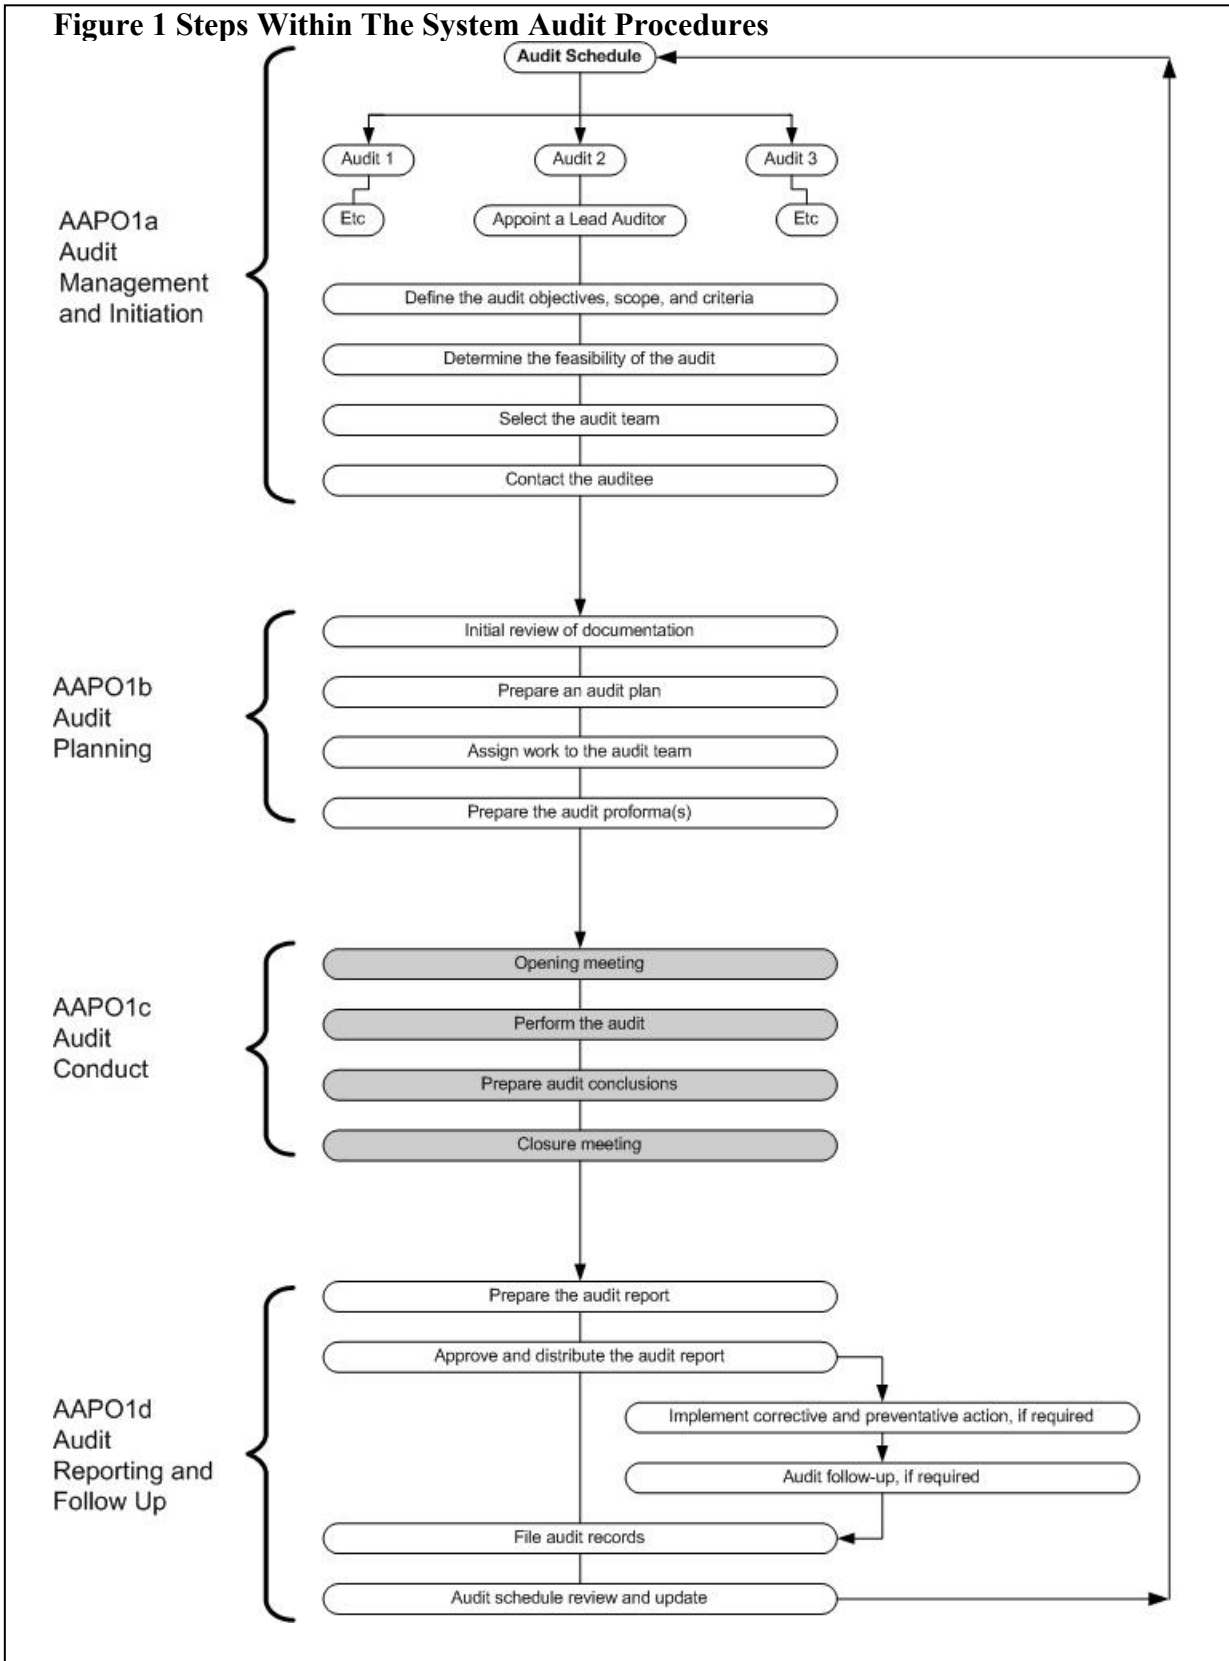 Figure 1 Steps Within The System Audit Procedures
Audit Schedule
Audit 1
Audit 2
Audit 3
Etc
Appoint a Lead Auditor
Etc
AAPO1a
Audit
Management
and Initiation
Define the audit objectives, scope, and criteria
Determine the feasibility of the audit
Select the audit team
Contact the auditee
AAPO1b
Audit
Planning
Initial review of documentation
Prepare an audit plan
Assign work to the audit team
Prepare the audit proforma(s)
AAPO1c
Audit
Conduct
Opening meeting
Perform the audit
Prepare audit conclusions
Closure meeting
AAPO1d
Audit
Reporting and
Follow Up
Prepare the audit report
Approve and distribute the audit report
Implement corrective and preventative action, if required
Audit follow-up, if required
File audit records
Audit schedule review and update